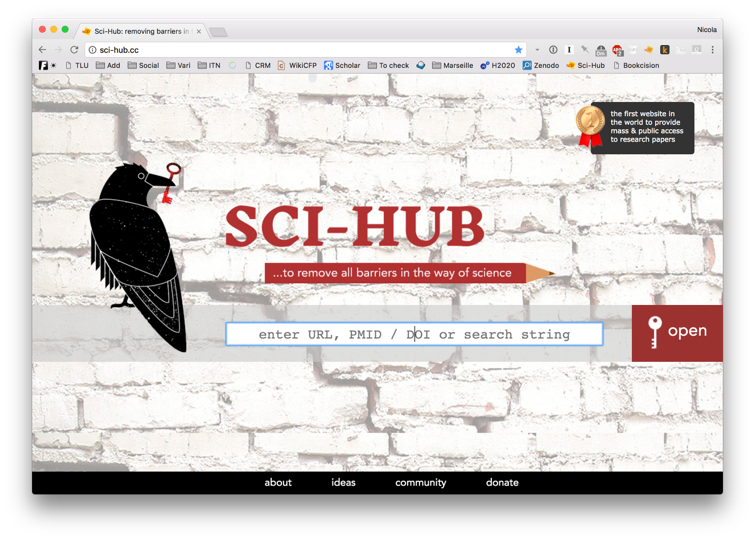 Sci-Hub: removing barriers in
Nicola
sci-hub.cc
TLU
Add
Social
Vari
ITN
CRM
WikiCFP
Scholar
To check
Marseille
H2020
Zenodo
Sci-Hub
Bookcision
the first website in
the world to provide
mass & public access
to research papers
SCI-HUB
...to remove all barriers in the way of science
enter URL, PMID / DOI or search string
open
about
ideas
community
donate